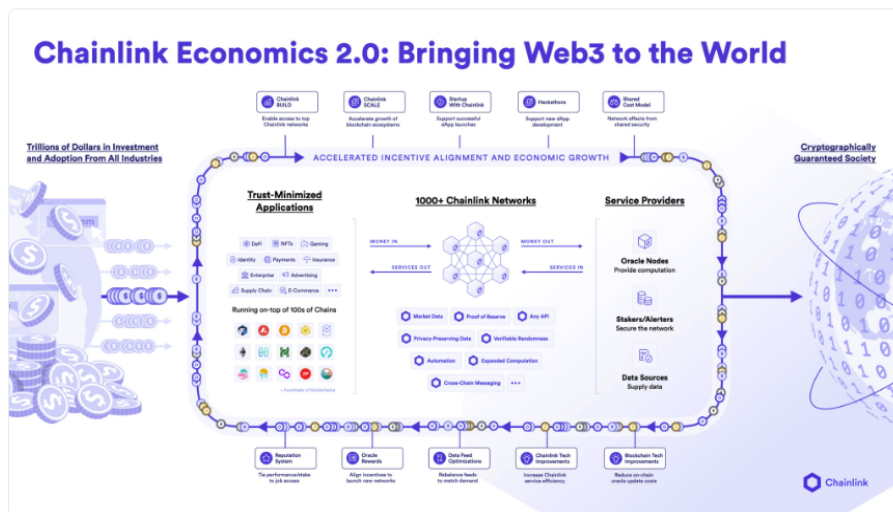 Chainlink Economics 2.0: Bringing Web3 to the World
Chainlink
BUILD
Enable access to top
Chainlink networks
Chainlink
SCALE
Accelerate growth of
blockchain ecosystems
Startup
With Chainlink
Support successful
dApp launches
Hackathons
Support new dApp
development
Shared
Cost Model
Network effects from
shared security
Trillions of Dollars in Investment
and Adoption From All Industries
ACCELERATED INCENTIVE ALIGNMENT AND ECONOMIC GROWTH
Cryptographically
Guaranteed Society
Trust-Minimized
Applications
DeFi
NFTs
Gaming
Identity
Payments
Insurance
Enterprise
Advertising
Supply Chain
E-Commerce
Running on-top of 100s of Chains
+ hundreds of blockchains
1000+ Chainlink Networks
MONEY IN
SERVICES OUT
MONEY OUT
SERVICES IN
Market Data
Proof of Reserve
Any API
Privacy-Preserving Data
Verifiable Randomness
Automation
Expanded Computation
Cross-Chain Messaging
Service Providers
Oracle Nodes
Provide computation
Stakers/Alerters
Secure the network
Data Sources
Supply data
Reputation
System
Tie performance/stake
to job access
Oracle
Rewards
Align incentives to
launch new networks
Data Feed
Optimizations
Rebalance feeds
to match demand
Chainlink Tech
Improvements
Increase Chainlink
service efficiency
Blockchain Tech
Improvements
Reduce on-chain
oracle update costs
Chainlink